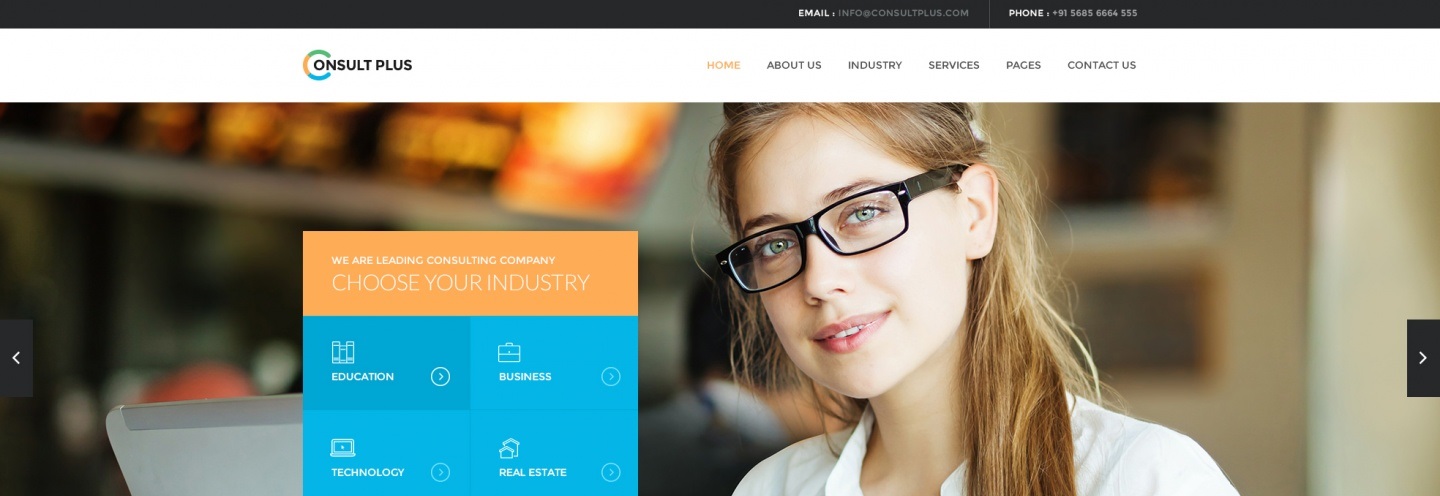 EMAIL : INFO@CONSULTPLUS.COM PHONE : +91 5685 6664 555
CONSULT PLUS
HOME ABOUT US INDUSTRY SERVICES PAGES CONTACT US
WE ARE LEADING CONSULTING COMPANY
CHOOSE YOUR INDUSTRY
EDUCATION BUSINESS
TECHNOLOGY REAL ESTATE